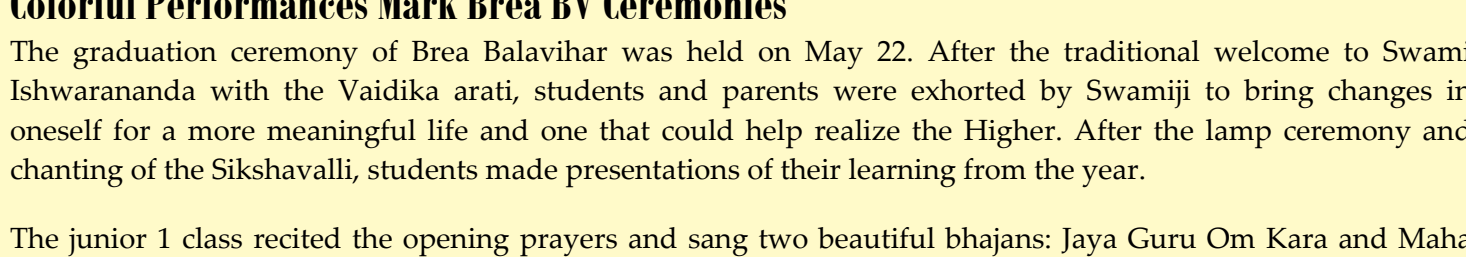 Colorful Performances Mark Brea BV Ceremonies
The graduation ceremony of Brea Balavihar was held on May 22. After the traditional welcome to Swami
Ishwarananda with the Vaidika arati, students and parents were exhorted by Swamiji to bring changes in
oneself for a more meaningful life and one that could help realize the Higher. After the lamp ceremony and
chanting of the Sikshavalli, students made presentations of their learning from the year.
The junior 1 class recited the opening prayers and sang two beautiful bhajans: Jaya Guru Om Kara and Maha